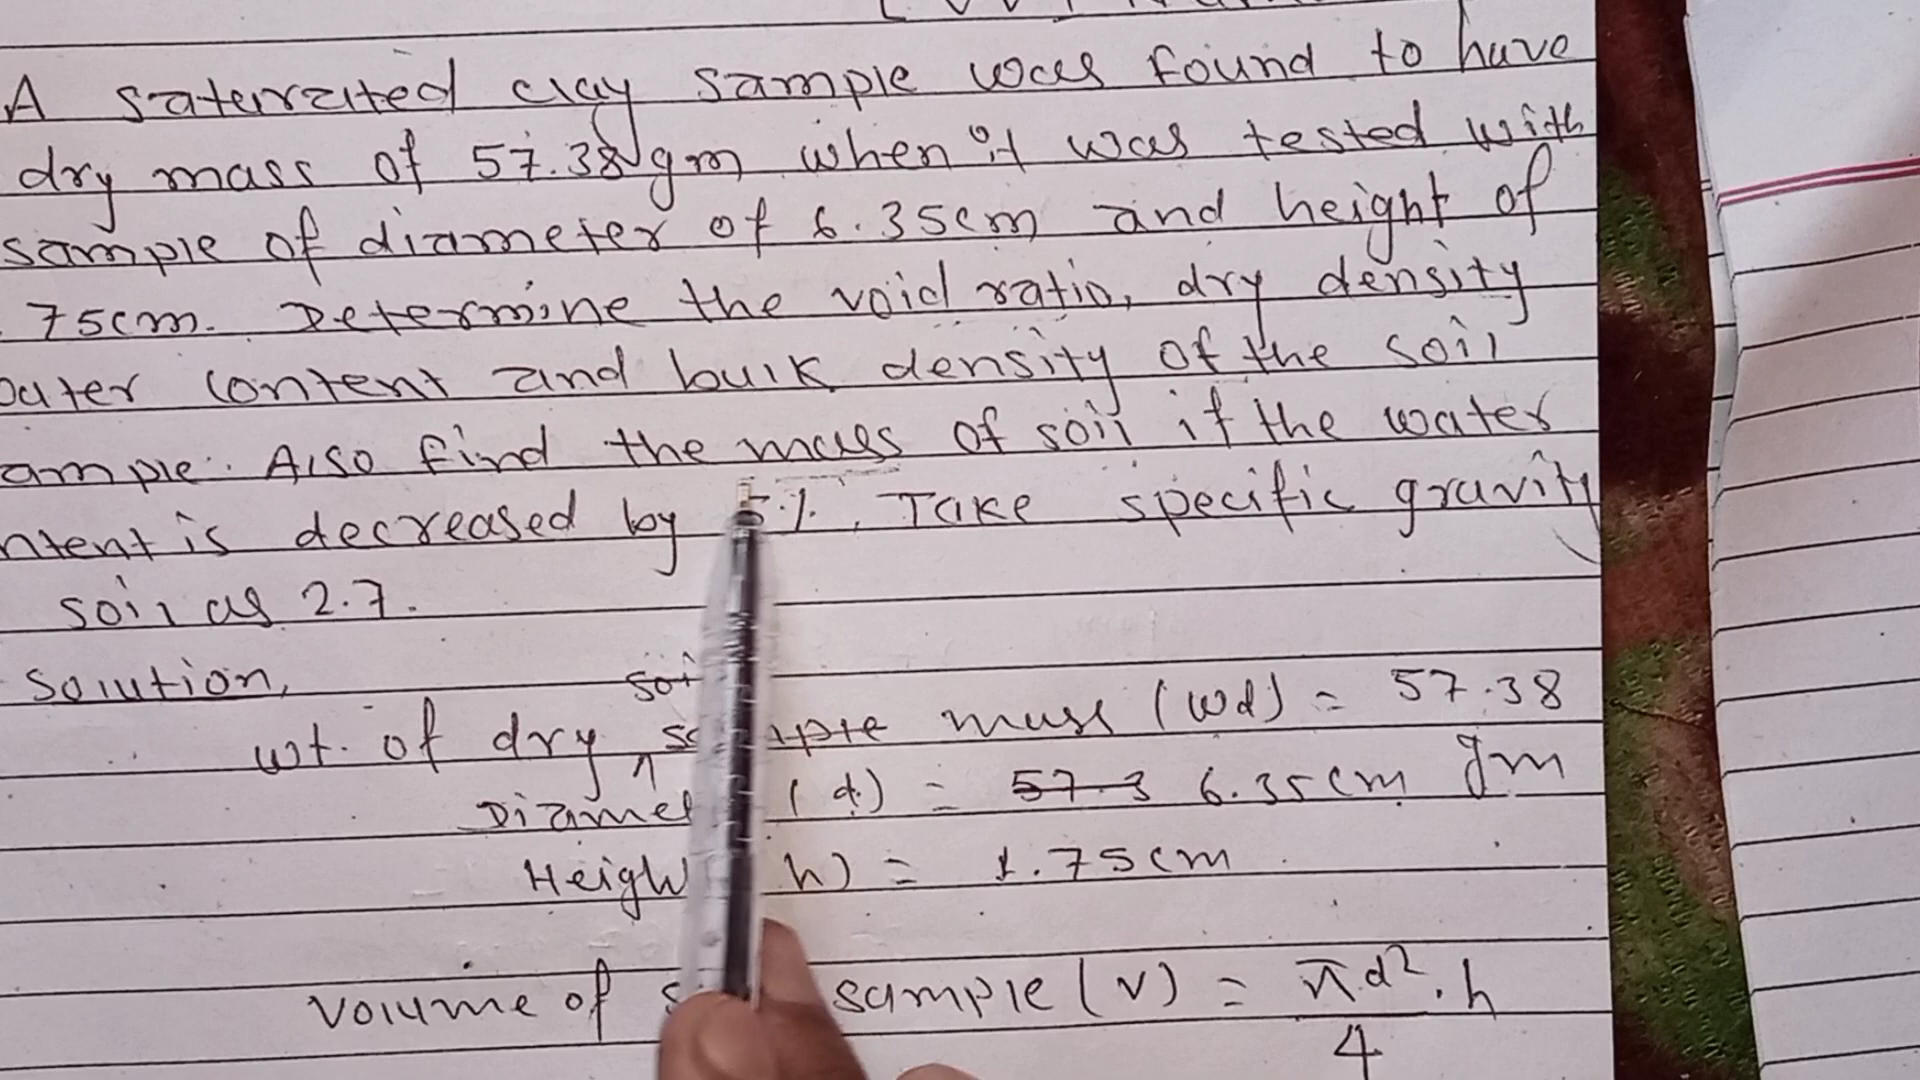 A saturated clay sample was found to have
dry mass of 57.38 gm when it was tested with
sample of diameter of 6.35cm and height of
75cm. Determine the void ratio, dry density
ater content and bulk density of the soil
ample. Also find the mass of soil if the water
ntent is decreased by 5%. Take specific gravity
soil as 2.7.
Solution,
soi
wt. of dry sample mass (Wd) = 57.38
gm
Diamet (d) = 57.3 6.35cm
Heigh h) = 1.75cm
Volume of sample (V) = πd². h
4